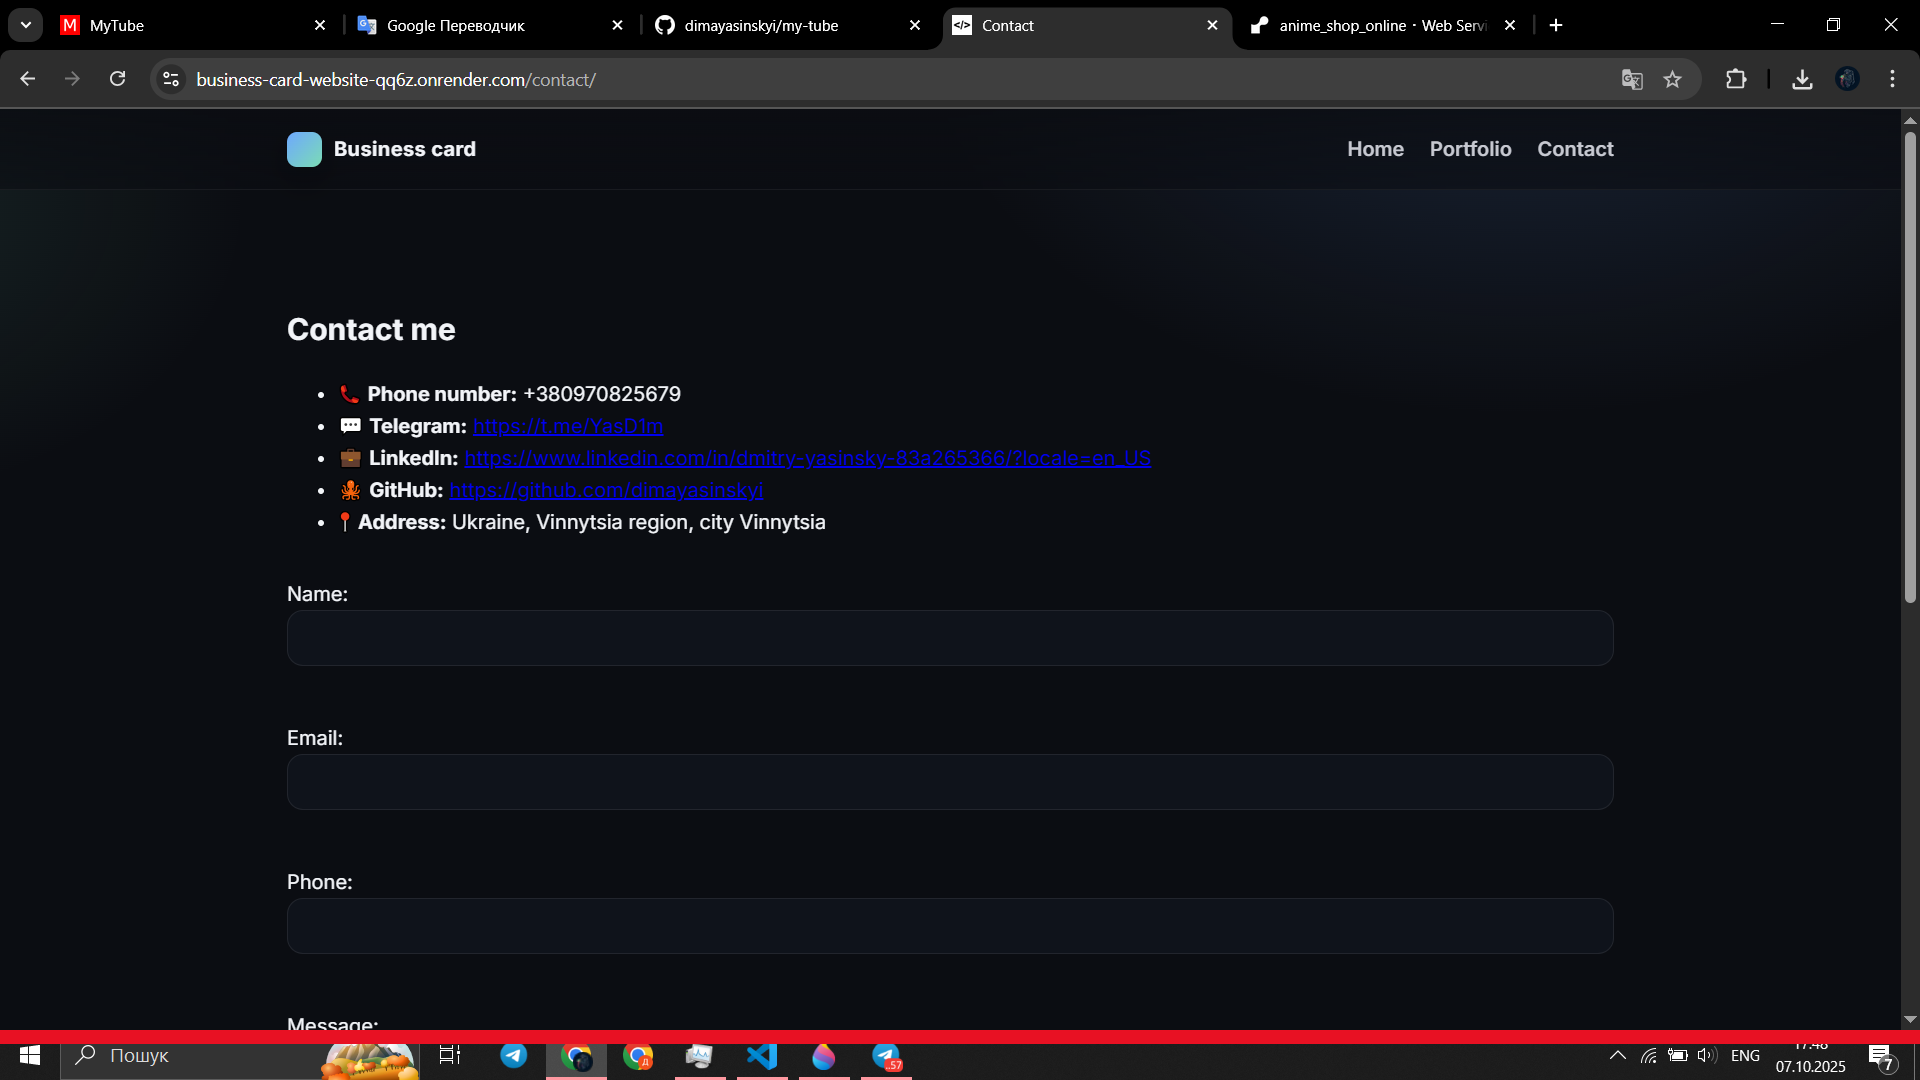 MyTube
Google Переводчик
dimayasinskyi/my-tube
Contact
anime_shop_online · Web Servi
business-card-website-qq6z.onrender.com/contact/
Business card
Home
Portfolio
Contact
Contact me
Phone number: +380970825679
Telegram: https://t.me/YasD1m
LinkedIn: https://www.linkedin.com/in/dmitry-yasinsky-83a265366/?locale=en_US
GitHub: https://github.com/dimayasinskyi
Address: Ukraine, Vinnytsia region, city Vinnytsia
Name:
Email:
Phone:
Message:
Пошук
ENG
17:48
07.10.2025
7